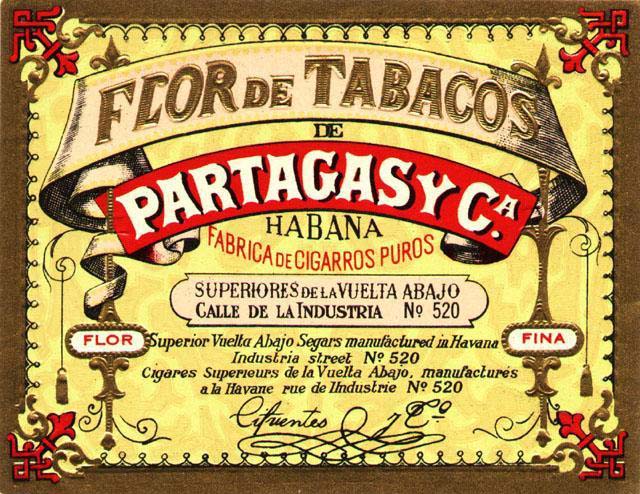 FLOR DE TABACOS
DE
PARTAGAS Y CA.
HABANA
FABRICA DE CIGARROS PUROS
SUPERIORES DE LA VUELTA ABAJO
CALLE DE LA INDUSTRIA No 520
FLOR
FINA
Superior Vuelta Abajo Segars manufactured in Havana
Industria street No 520
Cigares Superieurs de la Vuelta Abajo, manufacturés
a la Havane rue de Industrie No 520
Cifuentes y Co.